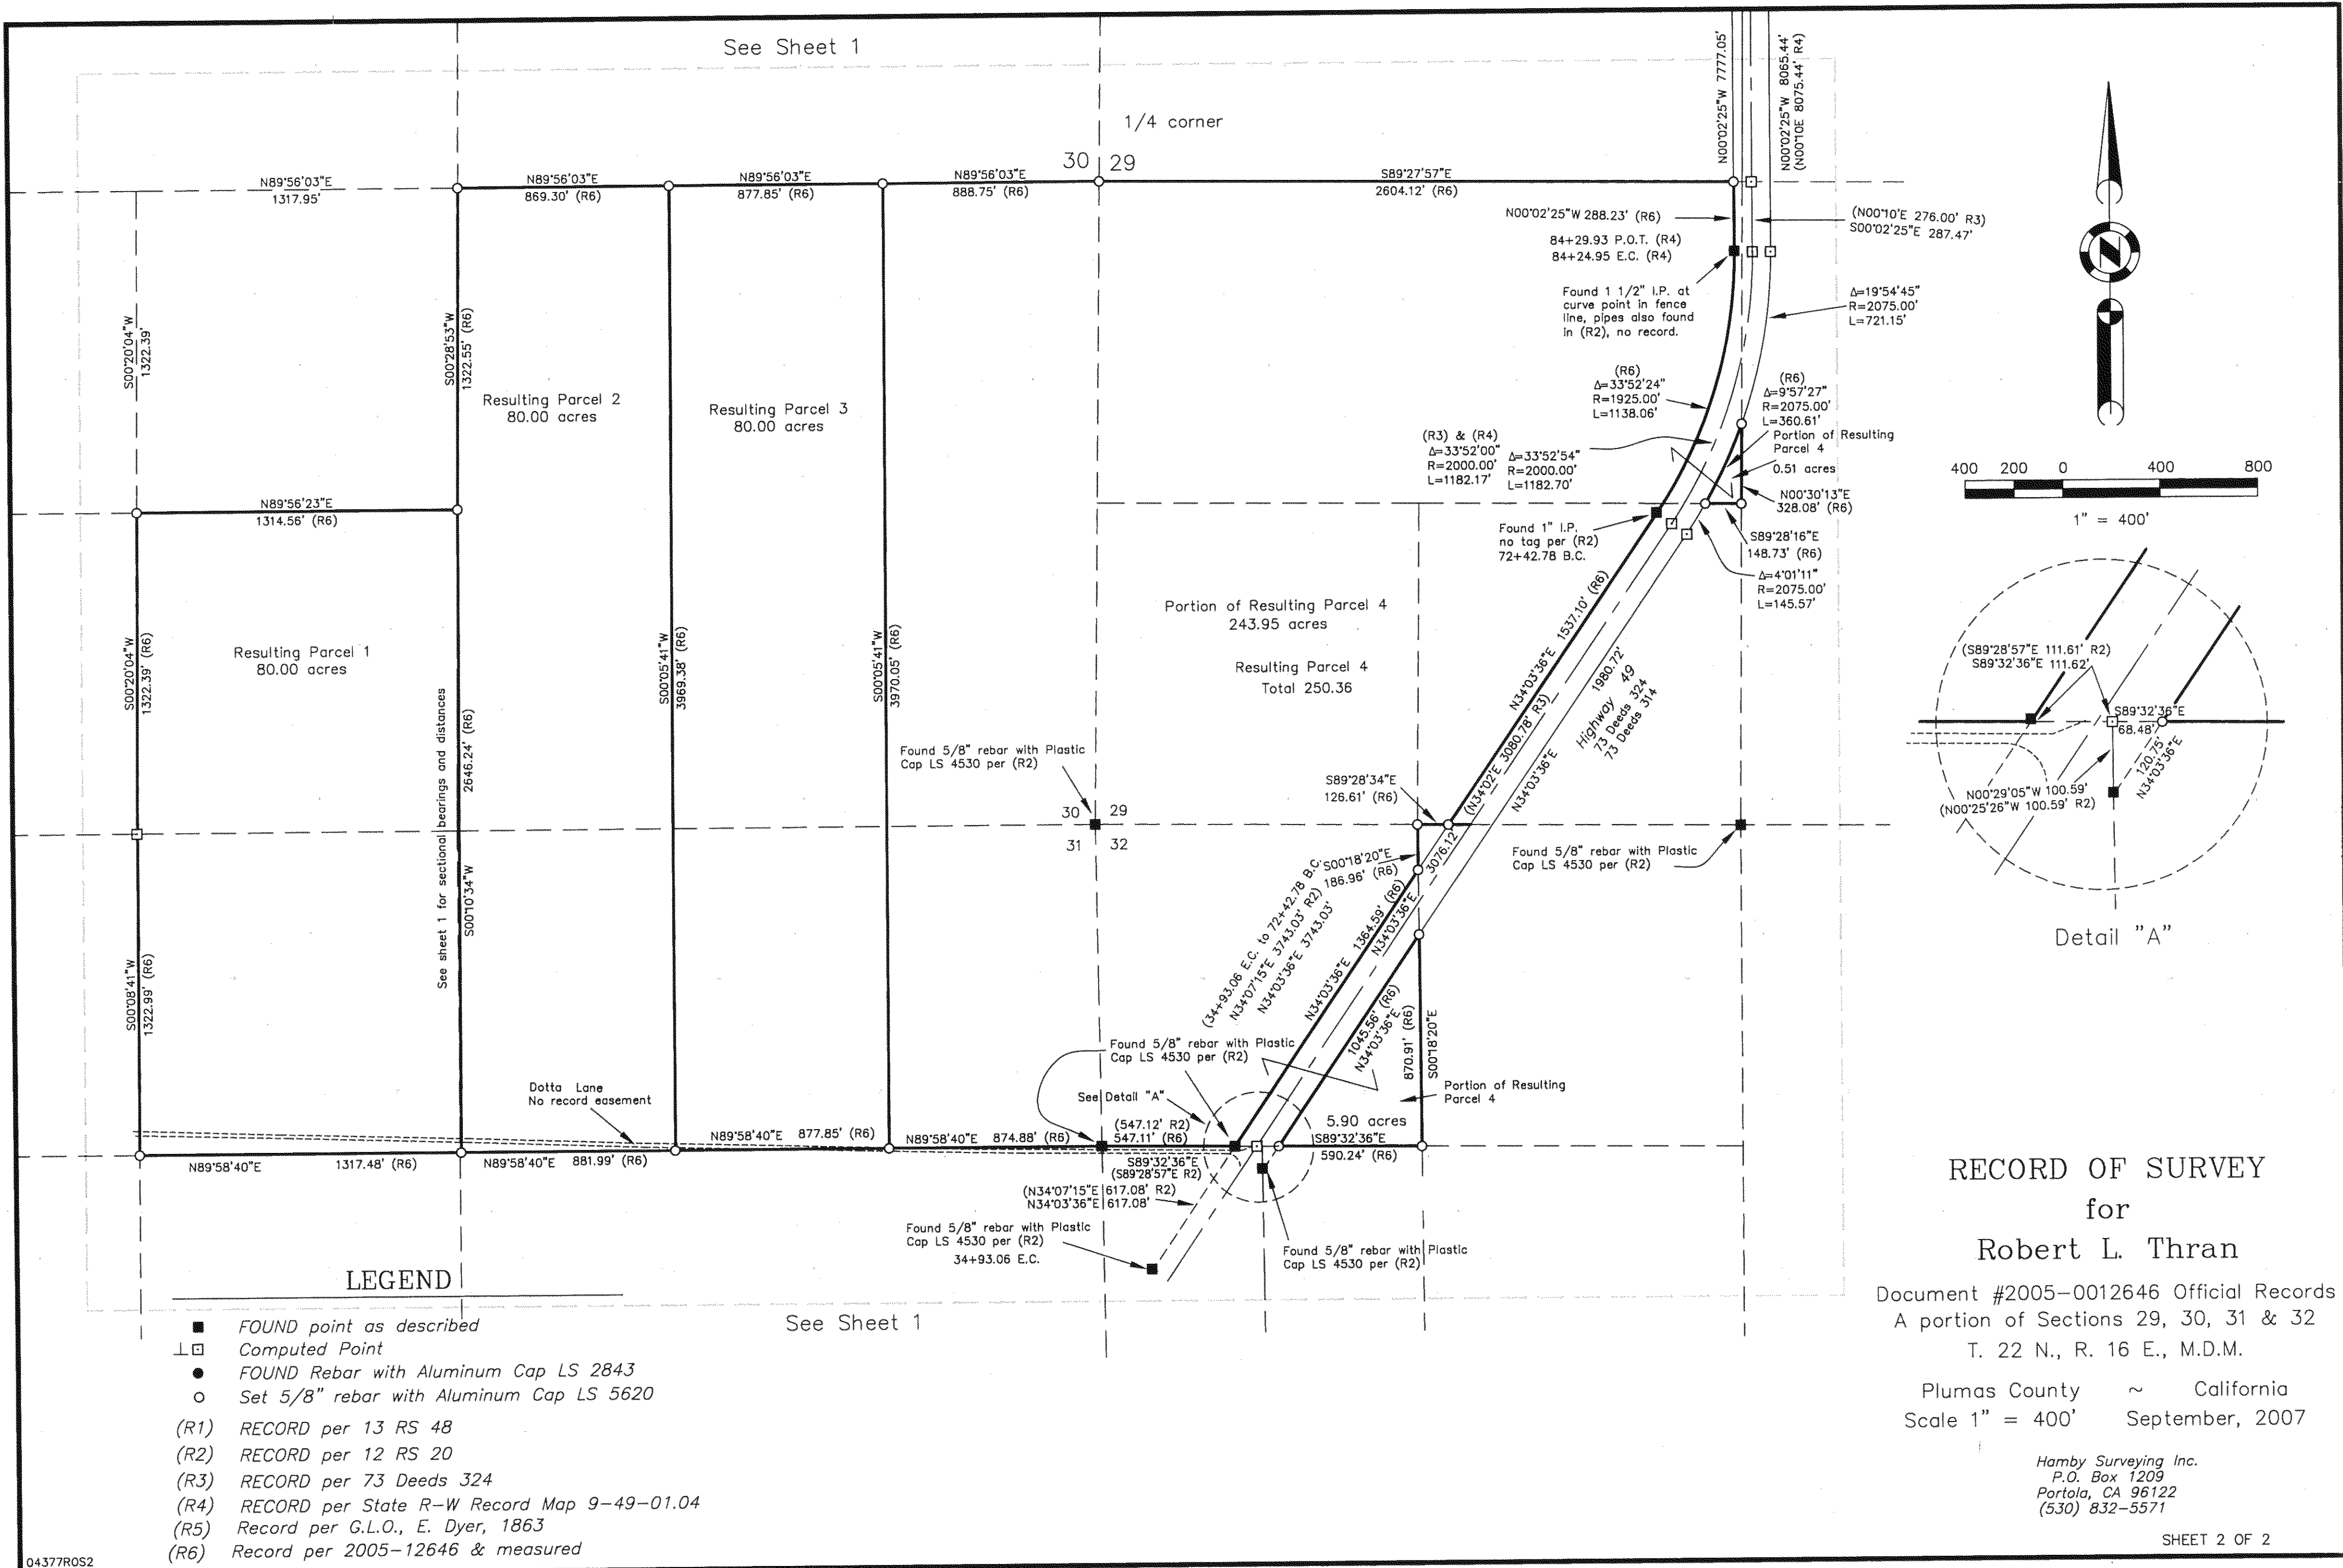 See Sheet 1
1/4 corner
30 29
N89°56'03"E
1317.95'
N89°56'03"E
869.30' (R6)
N89°56'03"E
877.85' (R6)
N89°56'03"E
888.75' (R6)
S89°27'57"E
2604.12' (R6)
N00°02'25"W 7777.05'
N00°02'25"W 8065.44'
(N00°10'E 8075.44' R4)
N00°02'25"W 288.23' (R6)
84+29.93 P.O.T. (R4)
84+24.95 E.C. (R4)
(N00°10'E 276.00' R3)
S00°02'25"E 287.47'
Found 1 1/2" I.P. at
curve point in fence
line, pipes also found
in (R2), no record.
Δ=19°54'45"
R=2075.00'
L=721.15'
(R6)
Δ=33°52'24"
R=1925.00'
L=1138.06'
(R6)
Δ=9°57'27"
R=2075.00'
L=360.61'
Portion of Resulting
Parcel 4
0.51 acres
(R3) & (R4)
Δ=33°52'00"
R=2000.00'
L=1182.17'
Δ=33°52'54"
R=2000.00'
L=1182.70'
N00°30'13"E
328.08' (R6)
S89°28'16"E
148.73' (R6)
Δ=4°01'11"
R=2075.00'
L=145.57'
Found 1" I.P.
no tag per (R2)
72+42.78 B.C.
S00°20'04"W
1322.39'
S00°28'53"W
1322.55' (R6)
Resulting Parcel 2
80.00 acres
Resulting Parcel 3
80.00 acres
N89°56'23"E
1314.56' (R6)
Resulting Parcel 1
80.00 acres
S00°20'04"W
1322.39' (R6)
See sheet 1 for sectional bearings and distances
2646.24' (R6)
S00°10'34"W
S00°05'41"W
3969.38' (R6)
S00°05'41"W
3970.05' (R6)
Portion of Resulting Parcel 4
243.95 acres
Resulting Parcel 4
Total 250.36
N34°03'36"E 1537.10' (R6)
(N34°02'E 3080.78' R3)
1980.72'
N34°03'36"E
Highway 49
73 Deeds 324
73 Deeds 314
Found 5/8" rebar with Plastic
Cap LS 4530 per (R2)
30 29
31 32
S89°28'34"E
126.61' (R6)
Found 5/8" rebar with Plastic
Cap LS 4530 per (R2)
S00°18'20"E
186.96' (R6)
3076.12'
N34°03'36"E
(34+93.06 E.C. to 72+42.78 B.C.
N34°07'15"E 3743.03' R2)
N34°03'36"E 3743.03'
N34°03'36"E 1364.59' (R6)
1045.56' (R6)
N34°03'36"E
870.91' (R6)
S00°18'20"E
S00°08'41"W
1322.99' (R6)
Found 5/8" rebar with Plastic
Cap LS 4530 per (R2)
See Detail "A"
Portion of Resulting
Parcel 4
5.90 acres
Dotta Lane
No record easement
N89°58'40"E 1317.48' (R6)
N89°58'40"E 881.99' (R6)
N89°58'40"E 877.85' (R6)
N89°58'40"E 874.88' (R6)
(547.12' R2)
547.11' (R6)
S89°32'36"E
(S89°28'57"E R2)
S89°32'36"E
590.24' (R6)
(N34°07'15"E 617.08' R2)
N34°03'36"E 617.08'
Found 5/8" rebar with Plastic
Cap LS 4530 per (R2)
34+93.06 E.C.
Found 5/8" rebar with Plastic
Cap LS 4530 per (R2)
See Sheet 1
N
400 200 0 400 800
1" = 400'
(S89°28'57"E 111.61' R2)
S89°32'36"E 111.62'
S89°32'36"E
68.48'
120.75'
N34°03'36"E
N00°29'05"W 100.59'
(N00°25'26"W 100.59' R2)
Detail "A"
LEGEND
FOUND point as described
Computed Point
FOUND Rebar with Aluminum Cap LS 2843
Set 5/8" rebar with Aluminum Cap LS 5620
(R1) RECORD per 13 RS 48
(R2) RECORD per 12 RS 20
(R3) RECORD per 73 Deeds 324
(R4) RECORD per State R-W Record Map 9-49-01.04
(R5) Record per G.L.O., E. Dyer, 1863
(R6) Record per 2005-12646 & measured
04377ROS2
RECORD OF SURVEY
for
Robert L. Thran
Document #2005-0012646 Official Records
A portion of Sections 29, 30, 31 & 32
T. 22 N., R. 16 E., M.D.M.
Plumas County ~ California
Scale 1" = 400' September, 2007
Hamby Surveying Inc.
P.O. Box 1209
Portola, CA 96122
(530) 832-5571
SHEET 2 OF 2